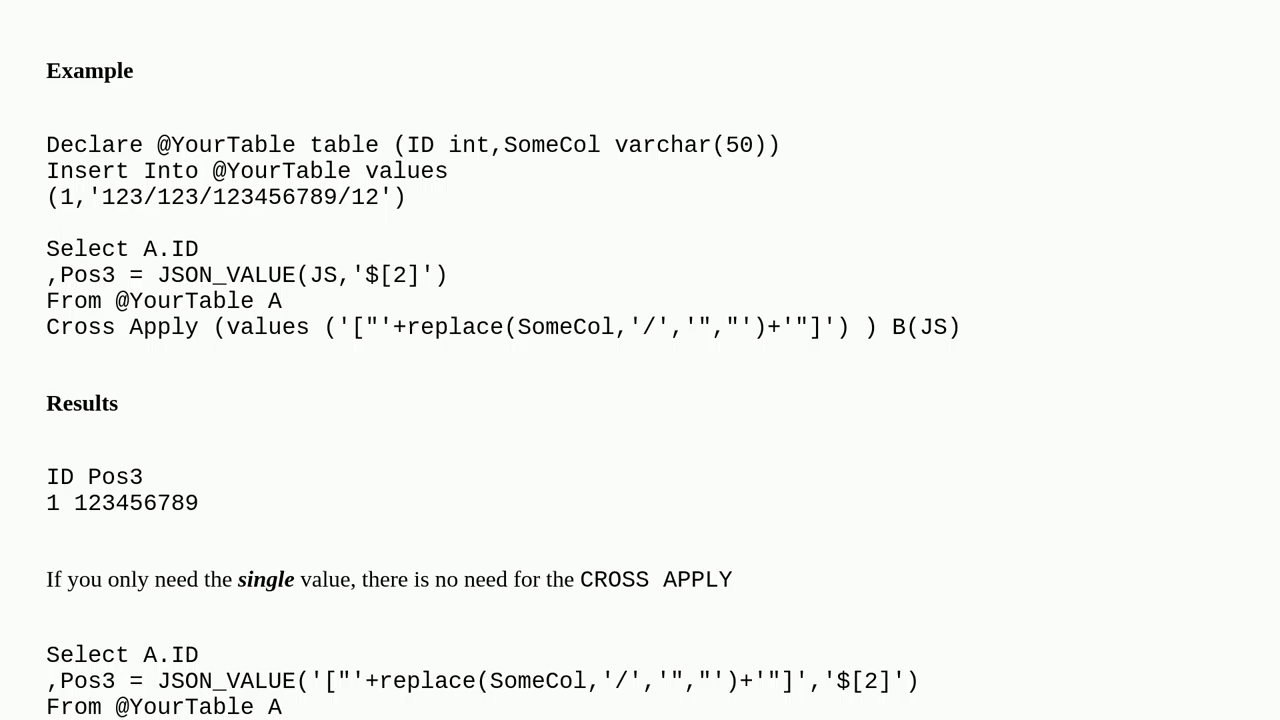 Example
Declare @YourTable table (ID int,SomeCol varchar(50))
Insert Into @YourTable values
(1,'123/123/123456789/12')
Select A.ID
,Pos3 = JSON_VALUE(JS,'$[2]')
From @YourTable A
Cross Apply (values ('["'+replace(SomeCol,'/','","')+'"]') ) B(JS)
Results
ID Pos3
1 123456789
If you only need the single value, there is no need for the CROSS APPLY
Select A.ID
,Pos3 = JSON_VALUE('["'+replace(SomeCol,'/','","')+'"]','$[2]')
From @YourTable A